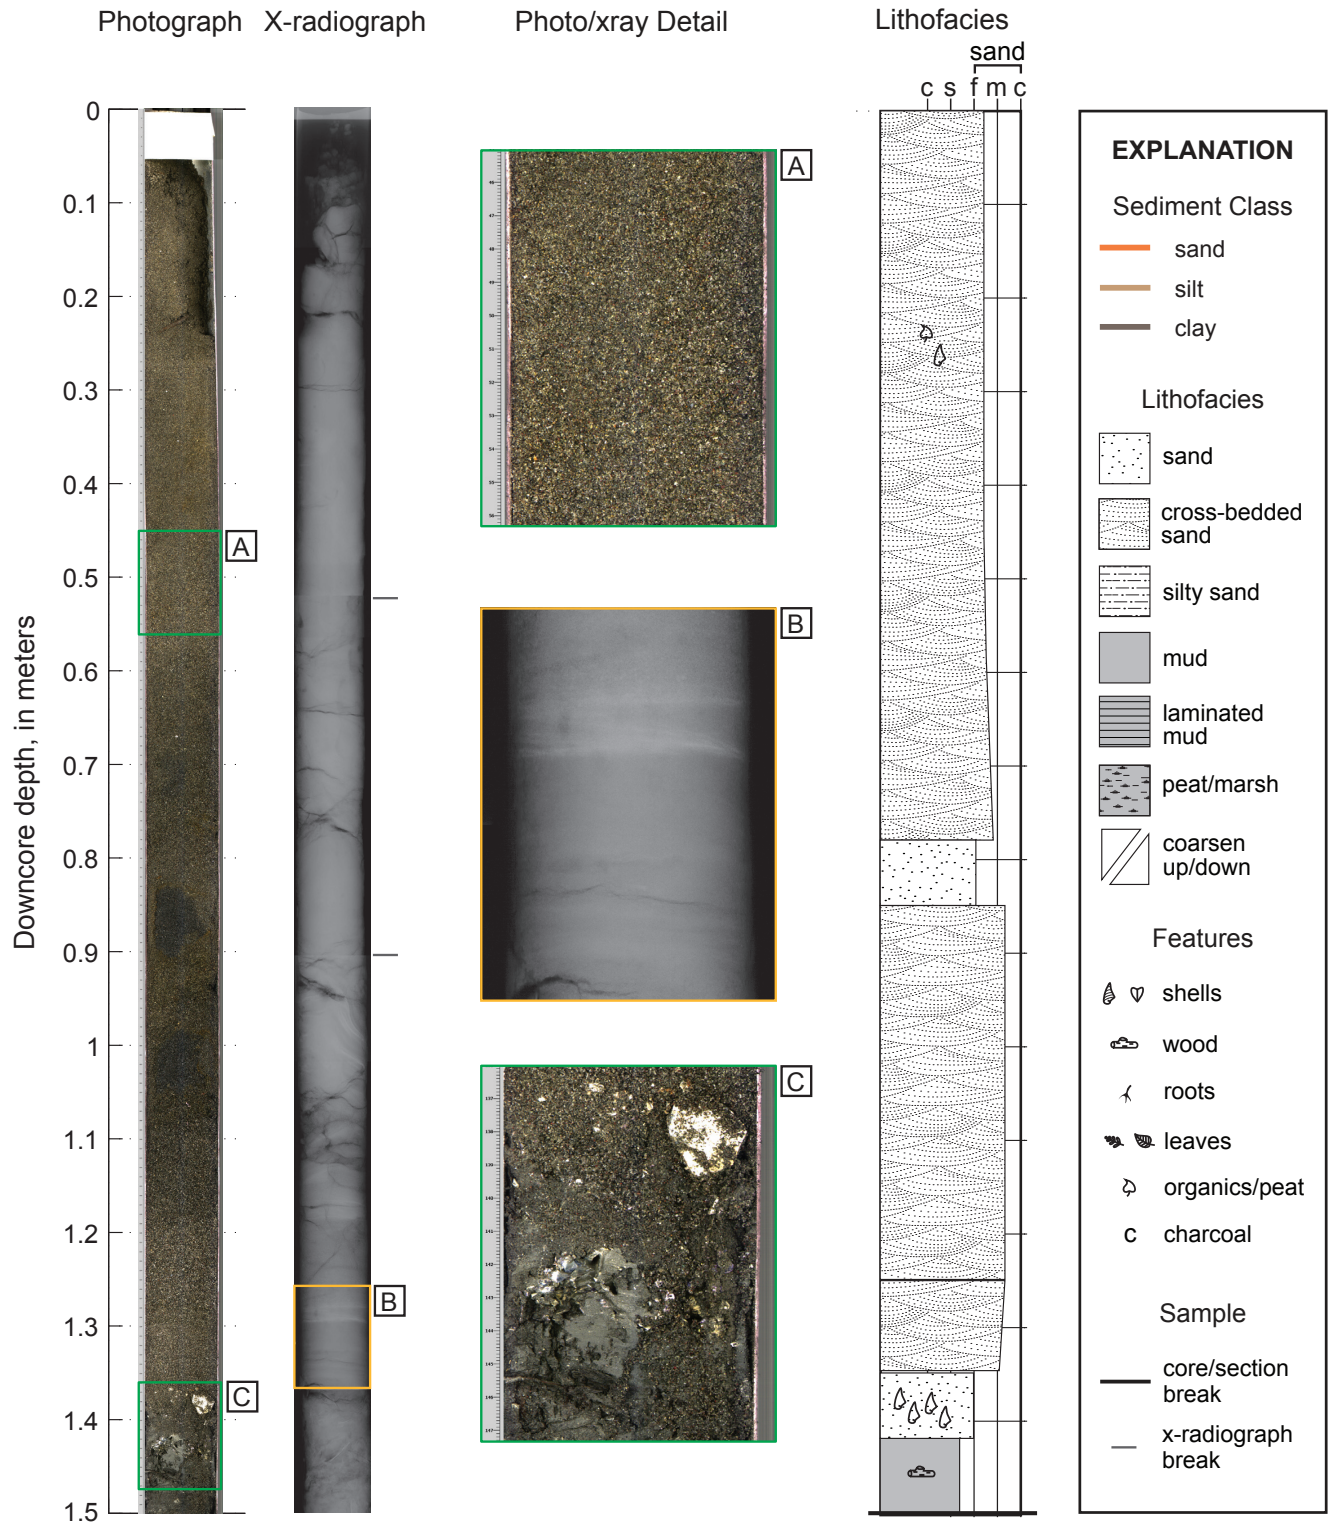 Photograph X-radiograph Photo/xray Detail Lithofacies
sand
c s f m c
Downcore depth, in meters
0
0.1
0.2
0.3
0.4
0.5
0.6
0.7
0.8
0.9
1
1.1
1.2
1.3
1.4
1.5
A
B
C
A
B
C
EXPLANATION
Sediment Class
sand
silt
clay
Lithofacies
sand
cross-bedded
sand
silty sand
mud
laminated
mud
peat/marsh
coarsen
up/down
Features
shells
wood
roots
leaves
organics/peat
c charcoal
Sample
core/section
break
x-radiograph
break